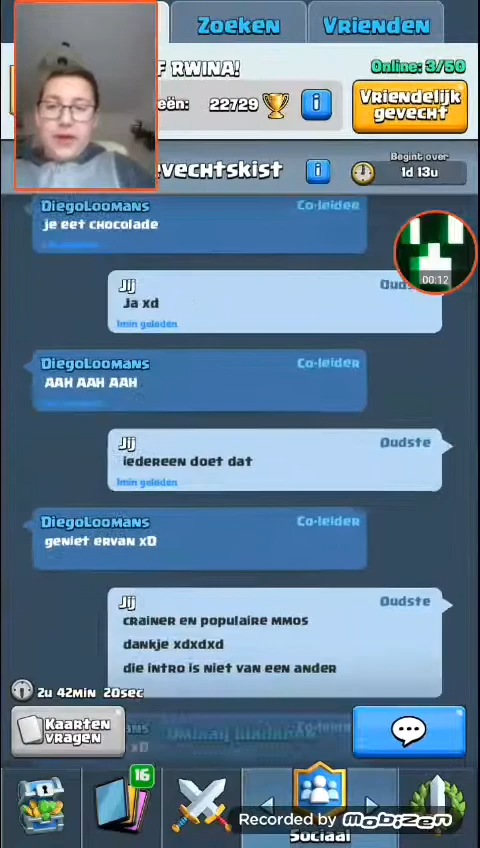 Zoeken
Vrienden
F RWINA!
Online: 3/50
eën: 22729
i
Vriendelijk
gevecht
evechtskist
i
Begint over
1d 13u
DiegoLoomans
Co-leider
je eet chocolade
00:12
Jij
Ouds
Ja xd
1min geleden
DiegoLoomans
Co-leider
AAH AAH AAH
Jij
Oudste
iedereen doet dat
1min geleden
DiegoLoomans
Co-leider
geniet ervan xD
Jij
Oudste
crainer en populaire mmos
dankje xdxdxd
die intro is niet van een ander
2u 42min 20sec
Kaarten
vragen
xD
16
Sociaal
Recorded by Mobizen